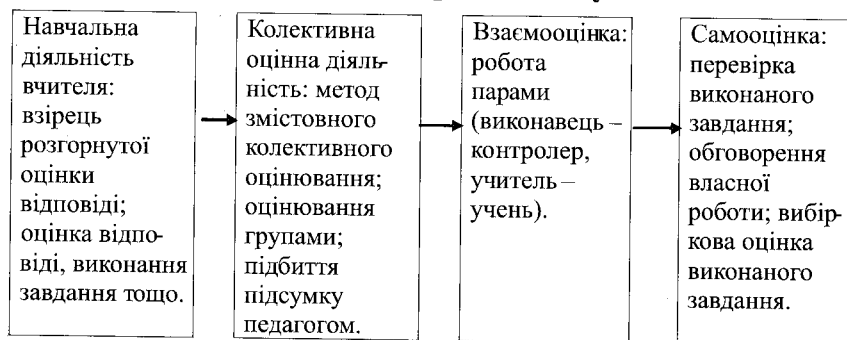 Навчальна
діяльність
вчителя:
взірець
розгорнутої
оцінки
відповіді;
оцінка відпо-
віді, виконання
завдання тощо.
Колективна
оцінна діяль-
ність: метод
змістовного
колективного
оцінювання;
оцінювання
групами;
підбиття
підсумку
педагогом.
Взаємооцінка:
робота
парами
(виконавець –
контролер,
учитель –
учень).
Самооцінка:
перевірка
виконаного
завдання;
обговорення
власної
роботи; вибір-
кова оцінка
виконаного
завдання.